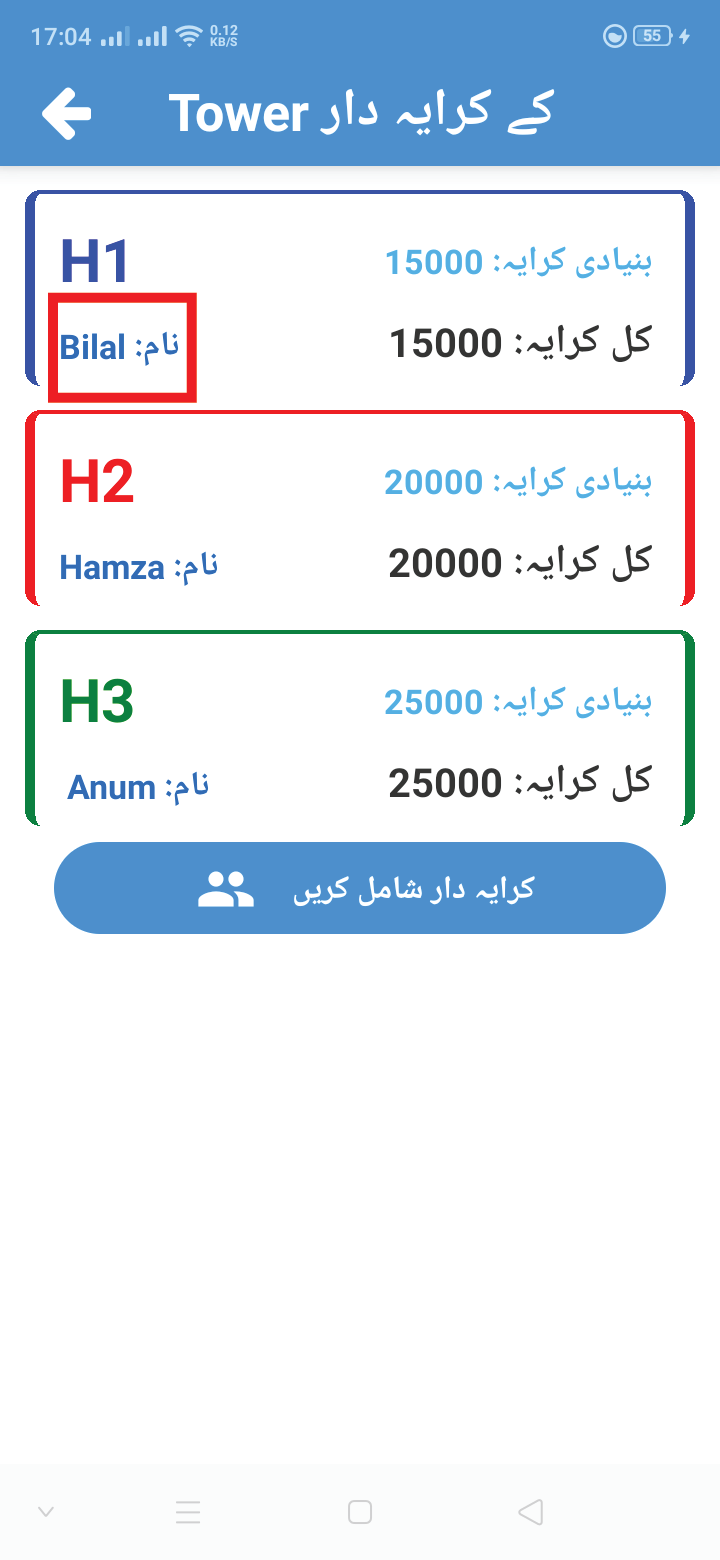 17:04 0.12 KB/S 55
Tower کے کرایہ دار
H1
بنیادی کرایہ: 15000
نام: Bilal
کل کرایہ: 15000
H2
بنیادی کرایہ: 20000
نام: Hamza
کل کرایہ: 20000
H3
بنیادی کرایہ: 25000
نام: Anum
کل کرایہ: 25000
کرایہ دار شامل کریں